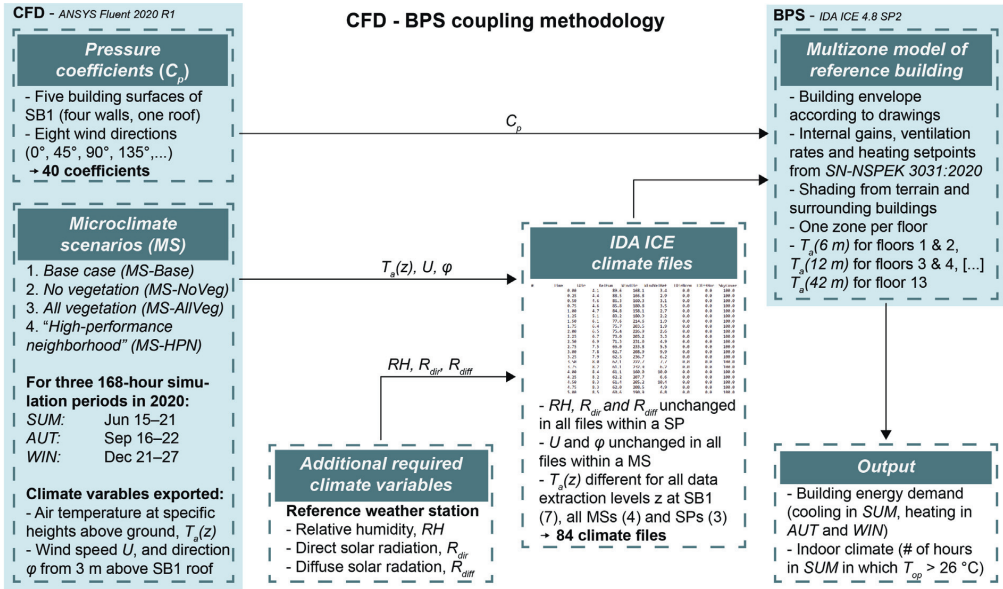 CFD - ANSYS Fluent 2020 R1
CFD - BPS coupling methodology
BPS - IDA ICE 4.8 SP2
Pressure
coefficients (Cp)
- Five building surfaces of
SB1 (four walls, one roof)
- Eight wind directions
(0°, 45°, 90°, 135°,...)
→ 40 coefficients
Microclimate
scenarios (MS)
1. Base case (MS-Base)
2. No vegetation (MS-NoVeg)
3. All vegetation (MS-AllVeg)
4. "High-performance
neighborhood" (MS-HPN)
For three 168-hour simu-
lation periods in 2020:
SUM: Jun 15–21
AUT: Sep 16–22
WIN: Dec 21–27
Climate varables exported:
- Air temperature at specific
heights above ground, Ta(z)
- Wind speed U, and direction
φ from 3 m above SB1 roof
Cp
Ta(z), U, φ
RH, Rdir, Rdiff
Additional required
climate variables
Reference weather station
- Relative humidity, RH
- Direct solar radiation, Rdir
- Diffuse solar radation, Rdiff
IDA ICE
climate files
- RH, Rdir and Rdiff unchanged
in all files within a SP
- U and φ unchanged in all
files within a MS
- Ta(z) different for all data
extraction levels z at SB1
(7), all MSs (4) and SPs (3)
→ 84 climate files
Multizone model of
reference building
- Building envelope
according to drawings
- Internal gains, ventilation
rates and heating setpoints
from SN-NSPEK 3031:2020
- Shading from terrain and
surrounding buildings
- One zone per floor
- Ta(6 m) for floors 1 & 2,
Ta(12 m) for floors 3 & 4, [...]
Ta(42 m) for floor 13
Output
- Building energy demand
(cooling in SUM, heating in
AUT and WIN)
- Indoor climate (# of hours
in SUM in which Top > 26 °C)